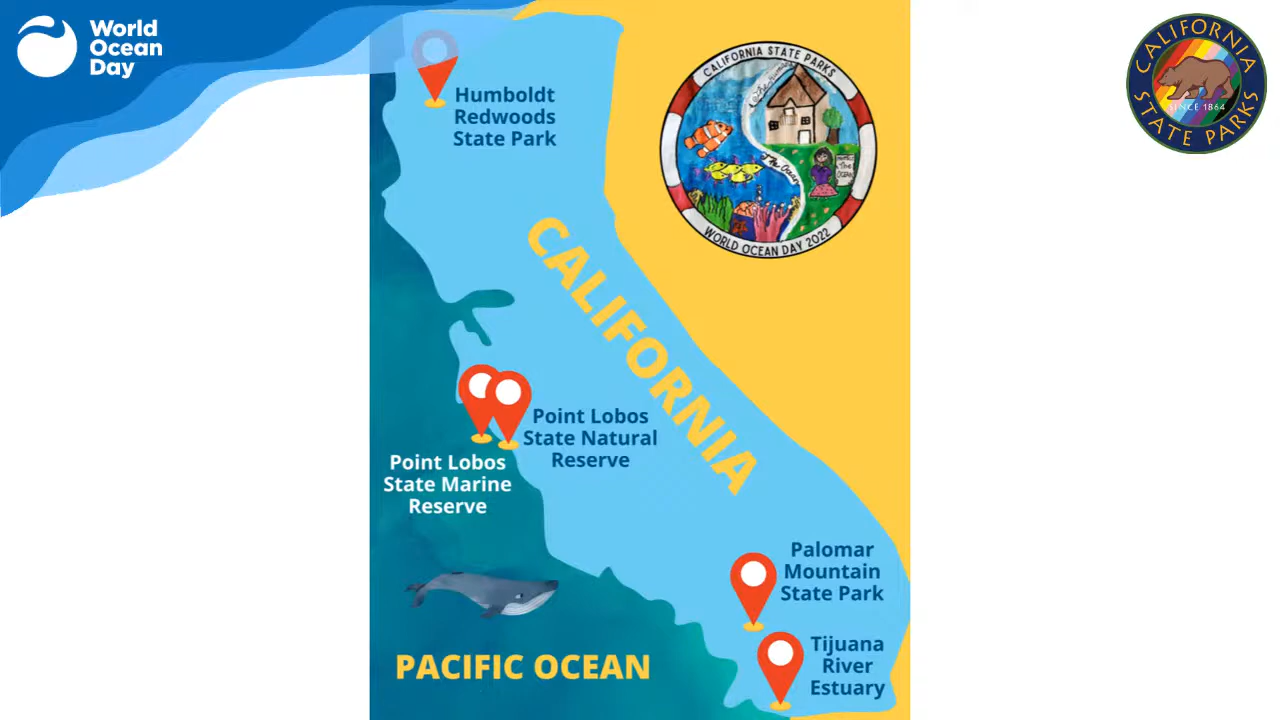 World
Ocean
Day
CALIFORNIA
STATE PARKS
SINCE 1864
Humboldt
Redwoods
State Park
CALIFORNIA STATE PARKS
The Ocean
WORLD OCEAN DAY 2022
CALIFORNIA
Point Lobos
State Natural
Reserve
Point Lobos
State Marine
Reserve
Palomar
Mountain
State Park
Tijuana
River
Estuary
PACIFIC OCEAN